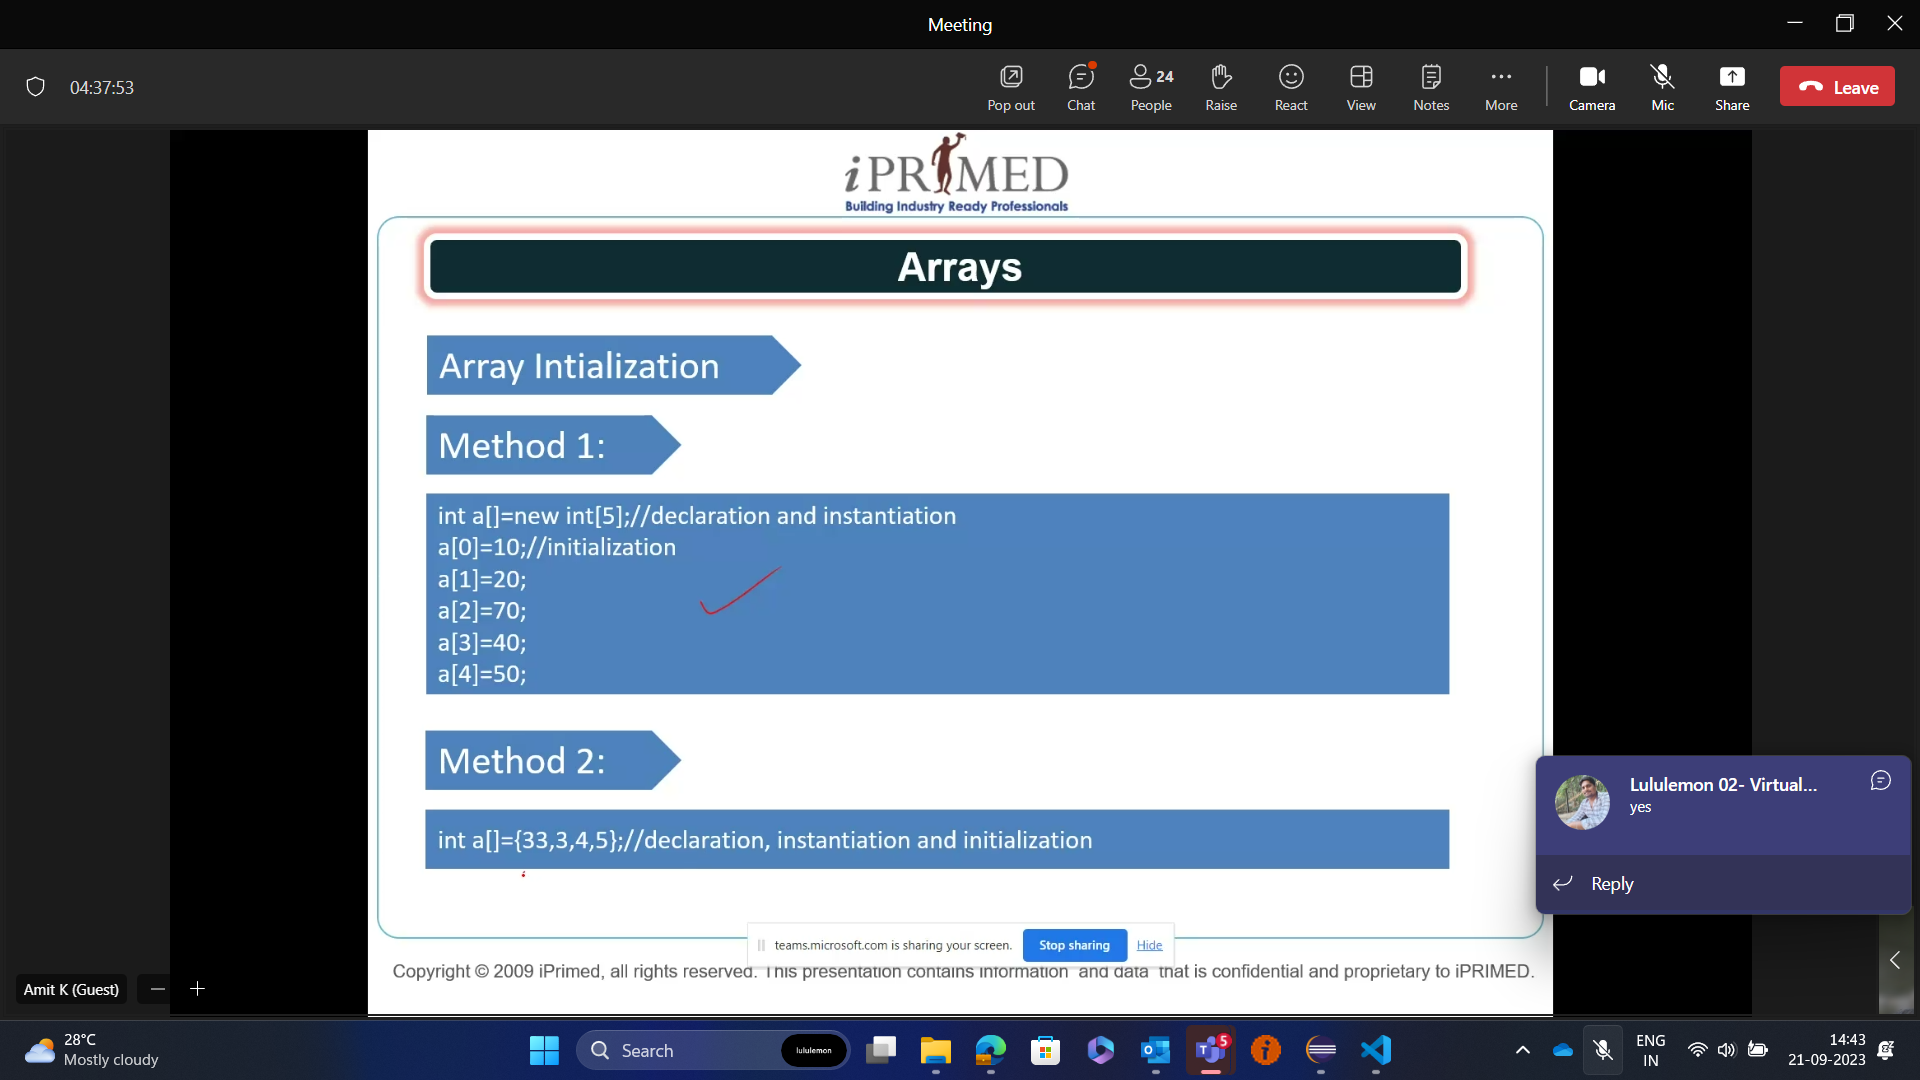 Meeting
04:37:53
Pop out
Chat
24
People
Raise
React
View
Notes
More
Camera
Mic
Share
Leave
iPRIMED
Building Industry Ready Professionals
Arrays
Array Intialization
Method 1:
int a[]=new int[5];//declaration and instantiation
a[0]=10;//initialization
a[1]=20;
a[2]=70;
a[3]=40;
a[4]=50;
Method 2:
int a[]={33,3,4,5};//declaration, instantiation and initialization
Lululemon 02- Virtual...
yes
Reply
teams.microsoft.com is sharing your screen.
Stop sharing
Hide
Copyright © 2009 iPrimed, all rights reserved. This presentation contains information and data that is confidential and proprietary to iPRIMED.
Amit K (Guest)
28°C
Mostly cloudy
Search
lululemon
5
ENG
IN
14:43
21-09-2023